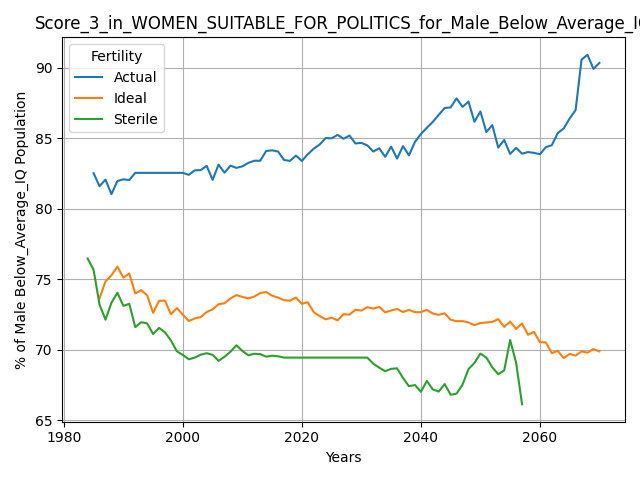 Score_3_in_WOMEN_SUITABLE_FOR_POLITICS_for_Male_Below_Average_IQ
Fertility
Actual
Ideal
Sterile
% of Male Below_Average_IQ Population
90
85
80
75
70
65
1980
2000
2020
2040
2060
Years